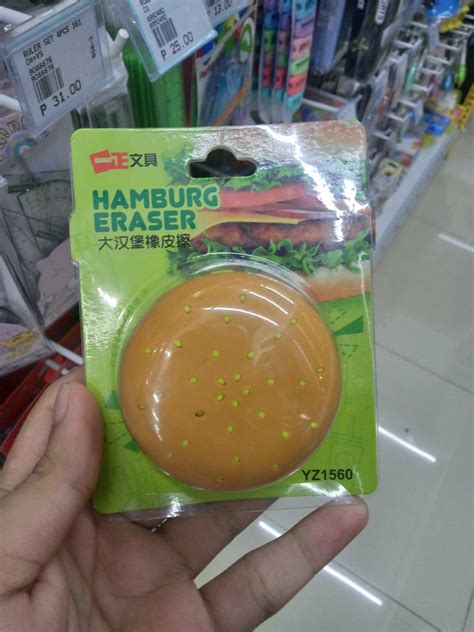 RULER SET 4PCS 161
P 31.00
P 25.00
一正文具
HAMBURG
ERASER
大汉堡橡皮擦
YZ1560